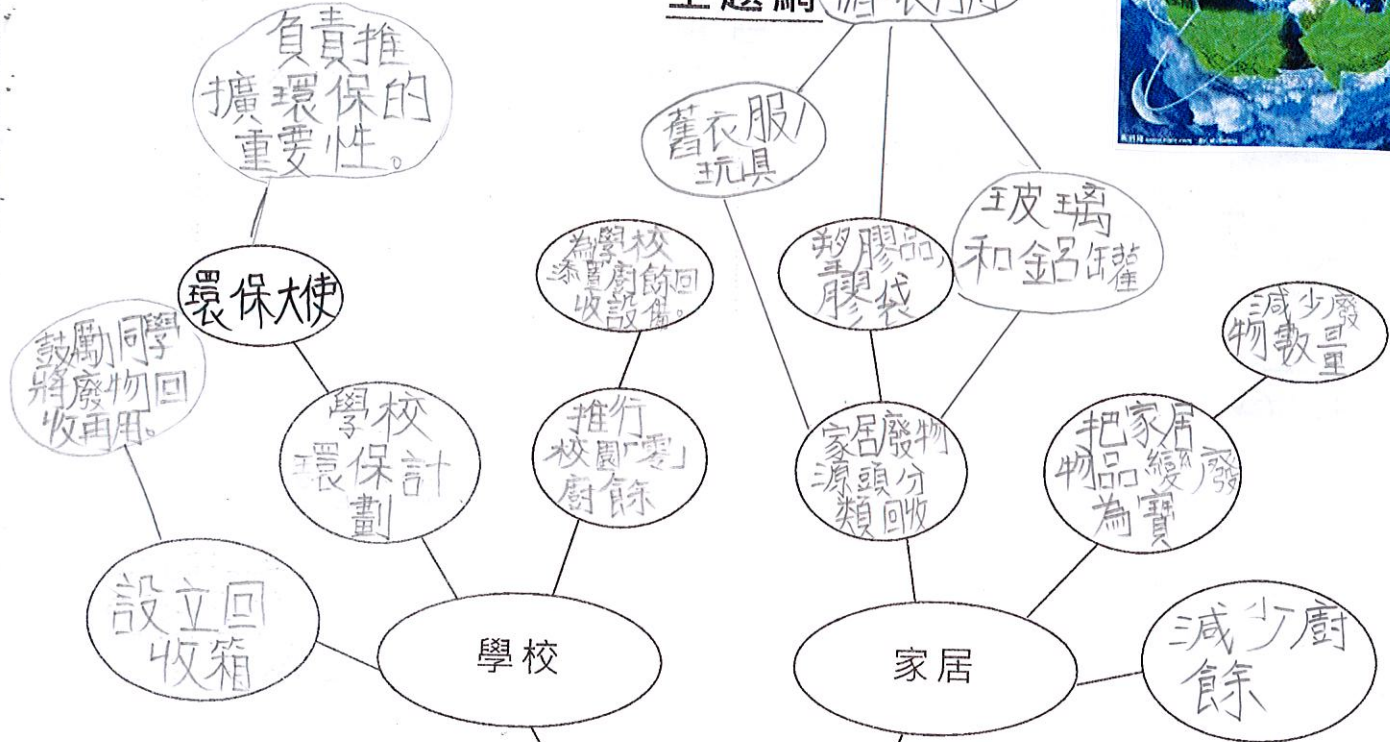 負責推
擴環保的
重要性。
舊衣服/
玩具
玻璃
和鋁罐
塑膠品,
膠袋
為學校
添置廚餘回
收設備。
環保大使
減少廢
物數量
鼓勵同學
將廢物回
收再用。
學校
環保計
劃
推行
校園「零」
廚餘
家居廢物
源頭分
類回收
把家居
物品變廢
為寶
設立回
收箱
學校
家居
減少廚
餘